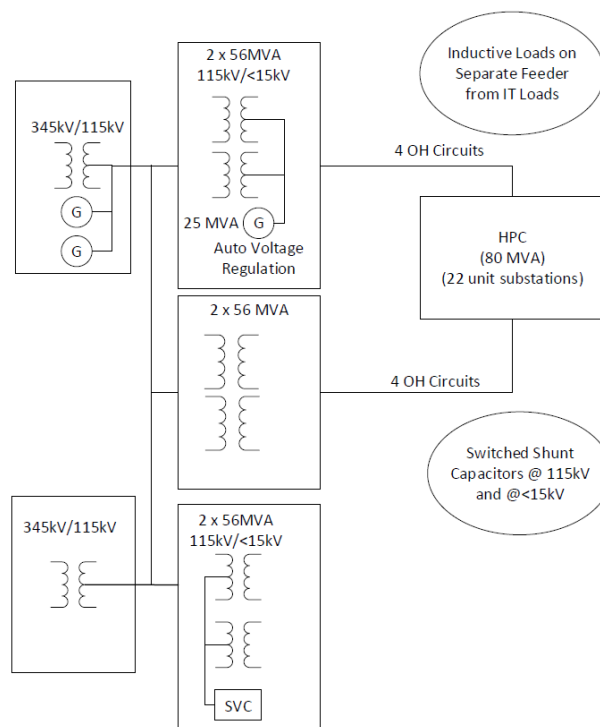 2 x 56MVA
115kV/<15kV
Inductive Loads on
Separate Feeder
from IT Loads
345kV/115kV
4 OH Circuits
G
25 MVA
G
G
Auto Voltage
Regulation
HPC
(80 MVA)
(22 unit substations)
2 x 56 MVA
4 OH Circuits
Switched Shunt
Capacitors @ 115kV
and @<15kV
345kV/115kV
2 x 56MVA
115kV/<15kV
SVC